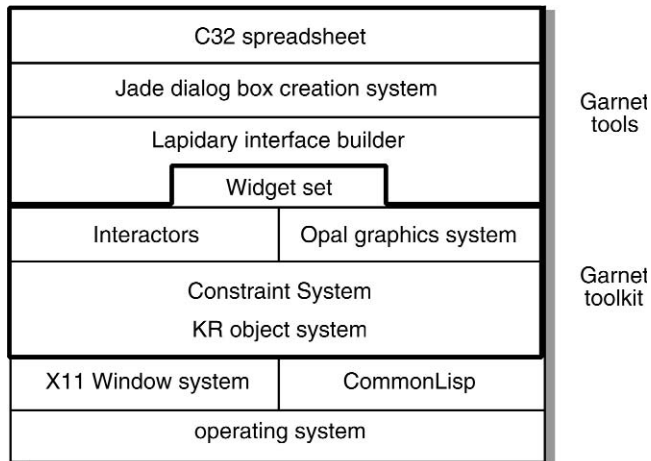 C32 spreadsheet
Jade dialog box creation system
Garnet
tools
Lapidary interface builder
Widget set
Interactors
Opal graphics system
Garnet
toolkit
Constraint System
KR object system
X11 Window system
CommonLisp
operating system